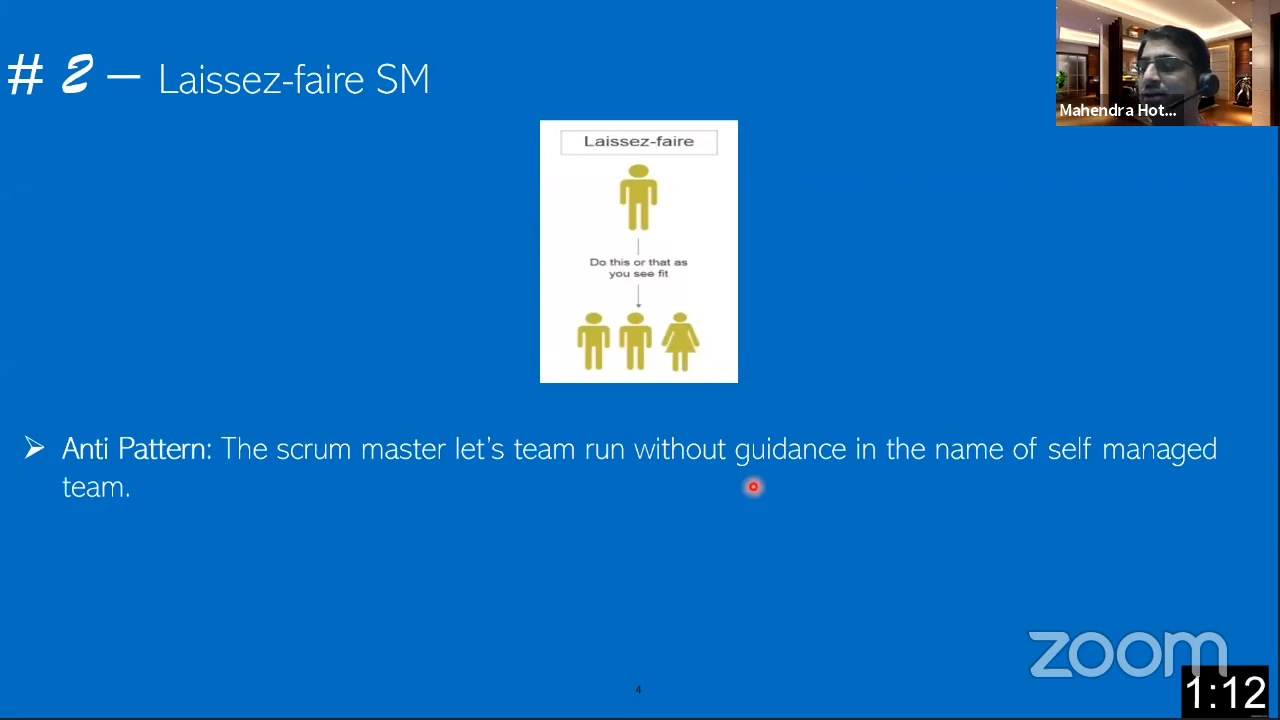 # 2 – Laissez-faire SM
Mahendra Hot...
Laissez-faire
Do this or that as
you see fit
Anti Pattern: The scrum master let's team run without guidance in the name of self managed
team.
zoom
4
1:12